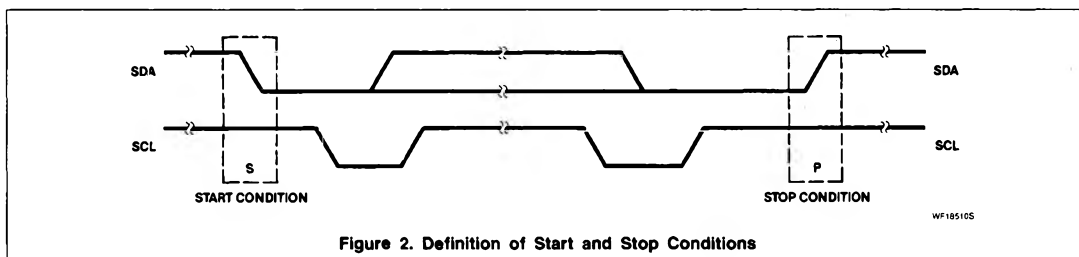 SDA
SDA
SCL
SCL
S
P
START CONDITION
STOP CONDITION
WF18510S
Figure 2. Definition of Start and Stop Conditions